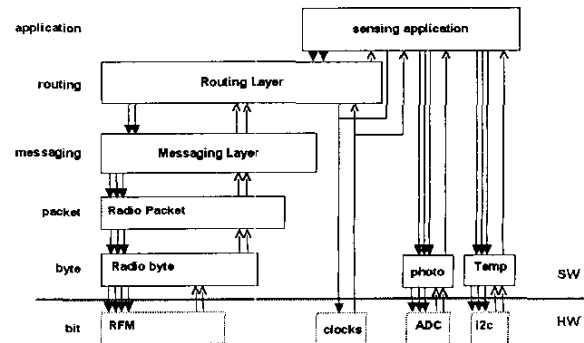 application
sensing application
routing
Routing Layer
messaging
Messaging Layer
packet
Radio Packet
byte
Radio byte
photo
Temp
SW
bit
RFM
clocks
ADC
i2c
HW